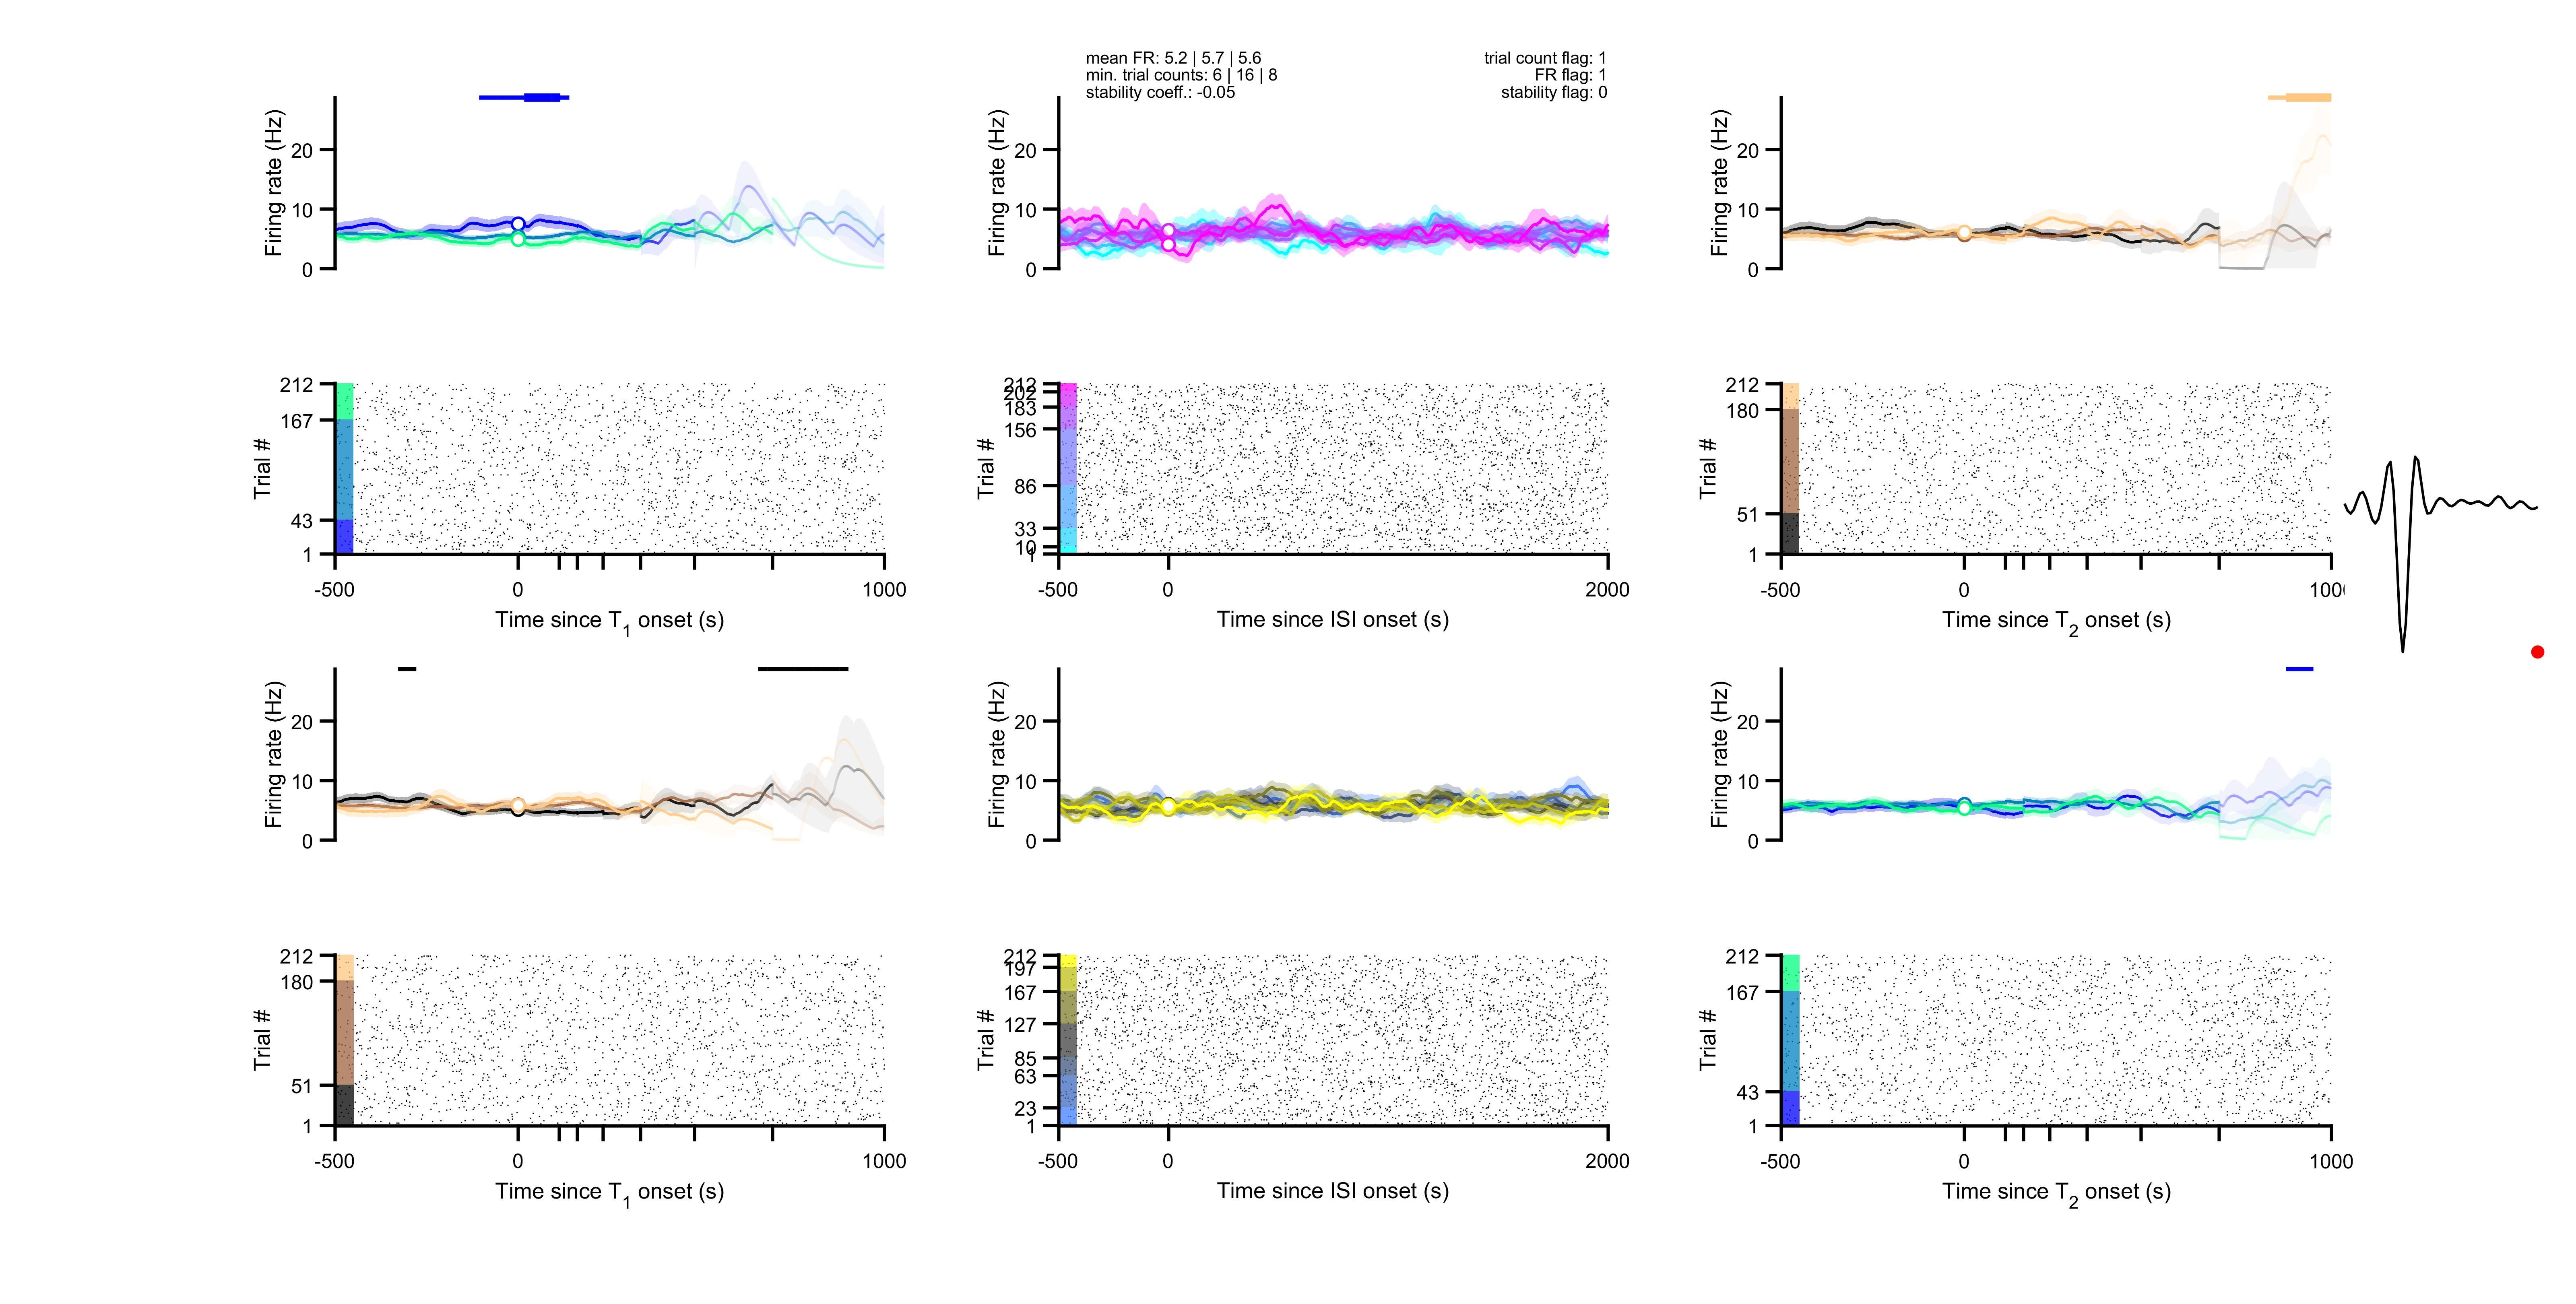 mean FR: 5.2 | 5.7 | 5.6
min. trial counts: 6 | 16 | 8
stability coeff.: -0.05
trial count flag: 1
FR flag: 1
stability flag: 0
Firing rate (Hz)
20
10
0
Firing rate (Hz)
20
10
0
Firing rate (Hz)
20
10
0
Trial #
212
167
43
1
-500
0
1000
Time since T1 onset (s)
Trial #
212
202
183
156
86
33
10
1
-500
0
2000
Time since ISI onset (s)
Trial #
212
180
51
1
-500
0
1000
Time since T2 onset (s)
Firing rate (Hz)
20
10
0
Firing rate (Hz)
20
10
0
Firing rate (Hz)
20
10
0
Trial #
212
180
51
1
-500
0
1000
Time since T1 onset (s)
Trial #
212
197
167
127
85
63
23
1
-500
0
2000
Time since ISI onset (s)
Trial #
212
167
43
1
-500
0
1000
Time since T2 onset (s)